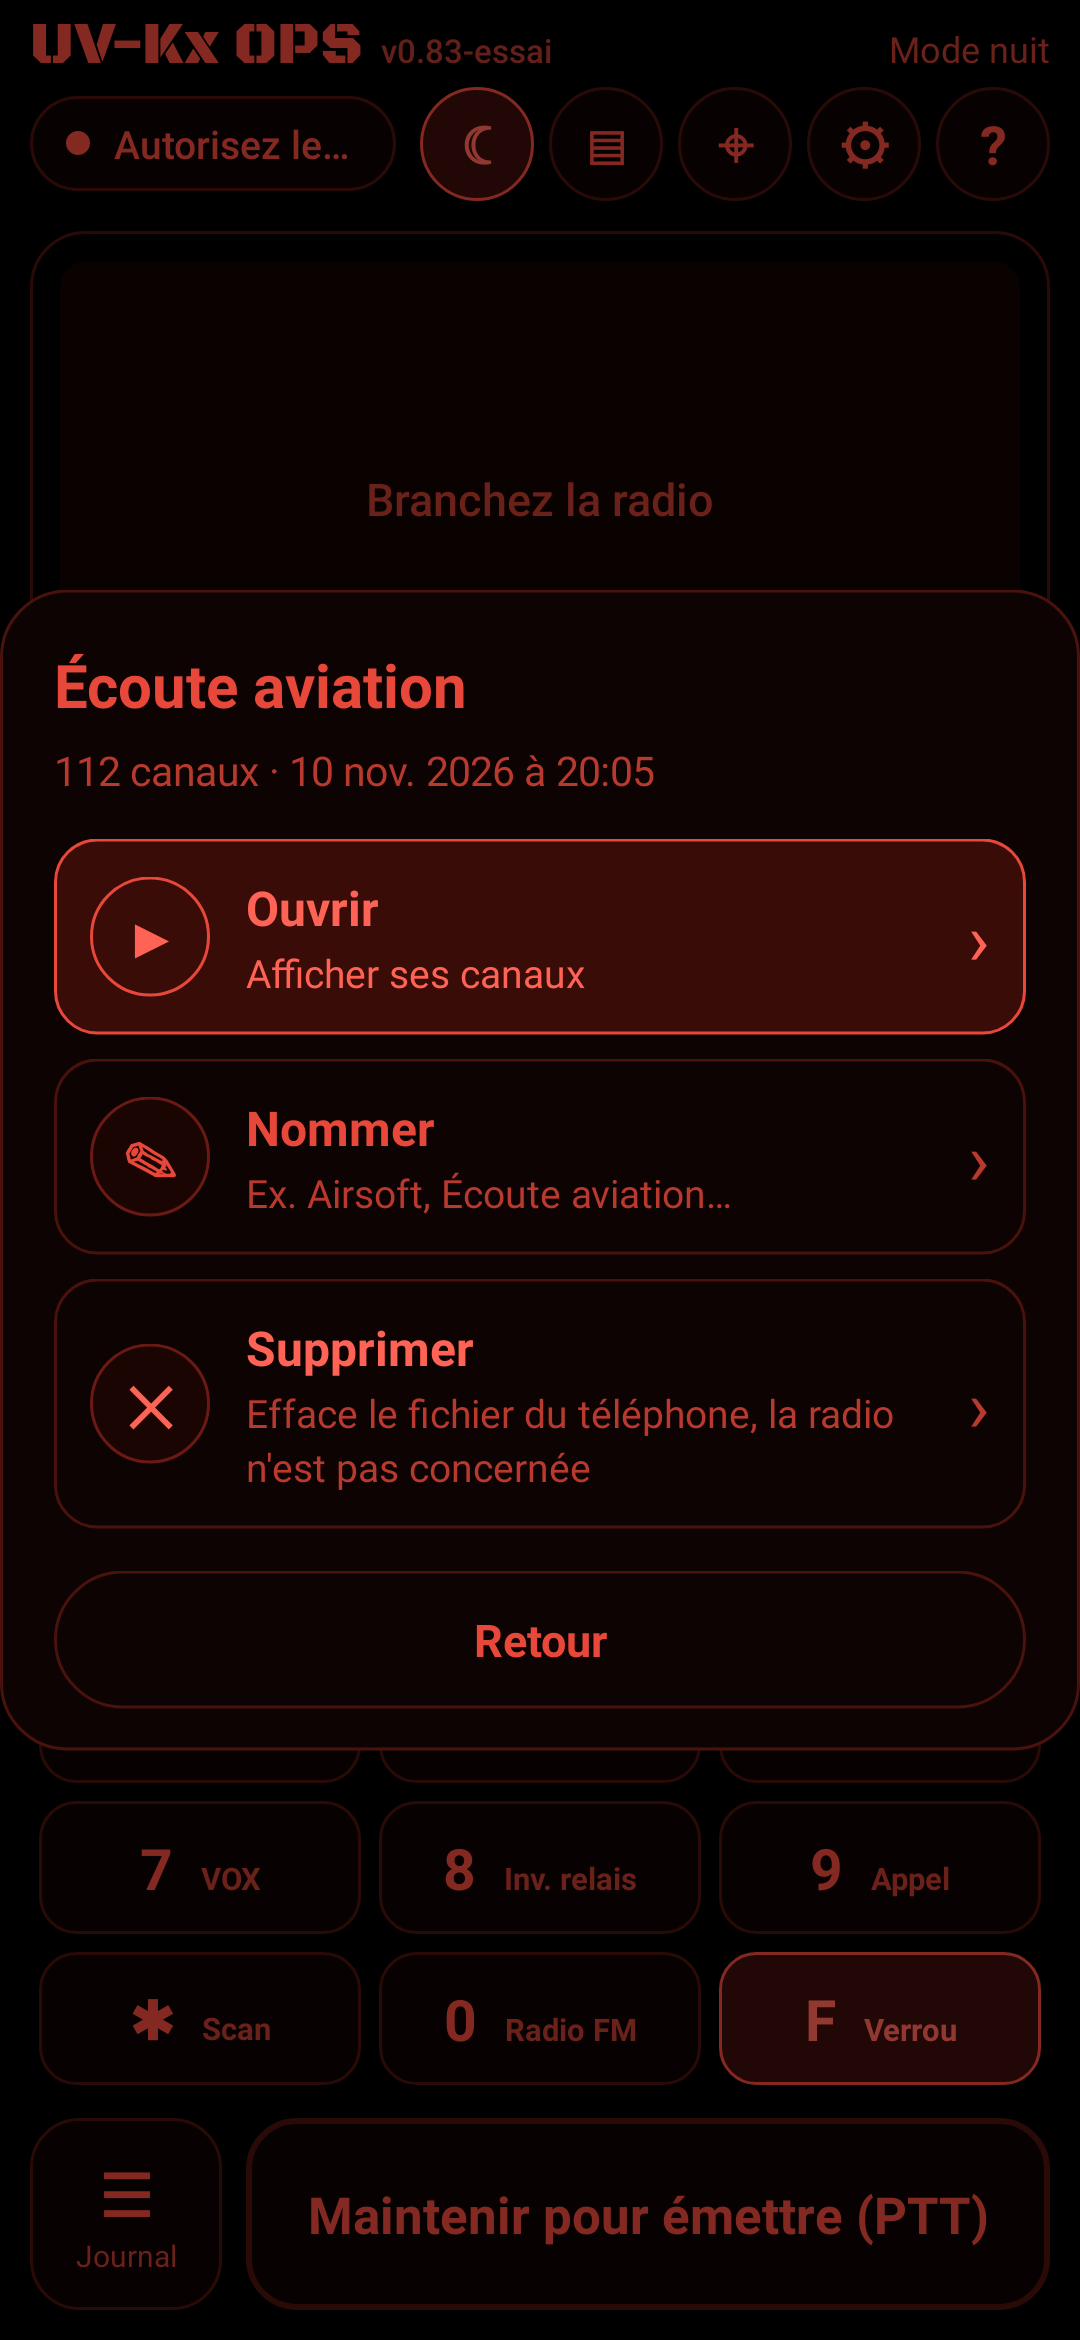 UV-Kx OPS v0.83-essai Mode nuit
Autorisez le… ?
Branchez la radio
Écoute aviation
112 canaux · 10 nov. 2026 à 20:05
Ouvrir
Afficher ses canaux
Nommer
Ex. Airsoft, Écoute aviation…
Supprimer
Efface le fichier du téléphone, la radio
n'est pas concernée
Retour
7 VOX 8 Inv. relais 9 Appel
✱ Scan 0 Radio FM F Verrou
Journal
Maintenir pour émettre (PTT)